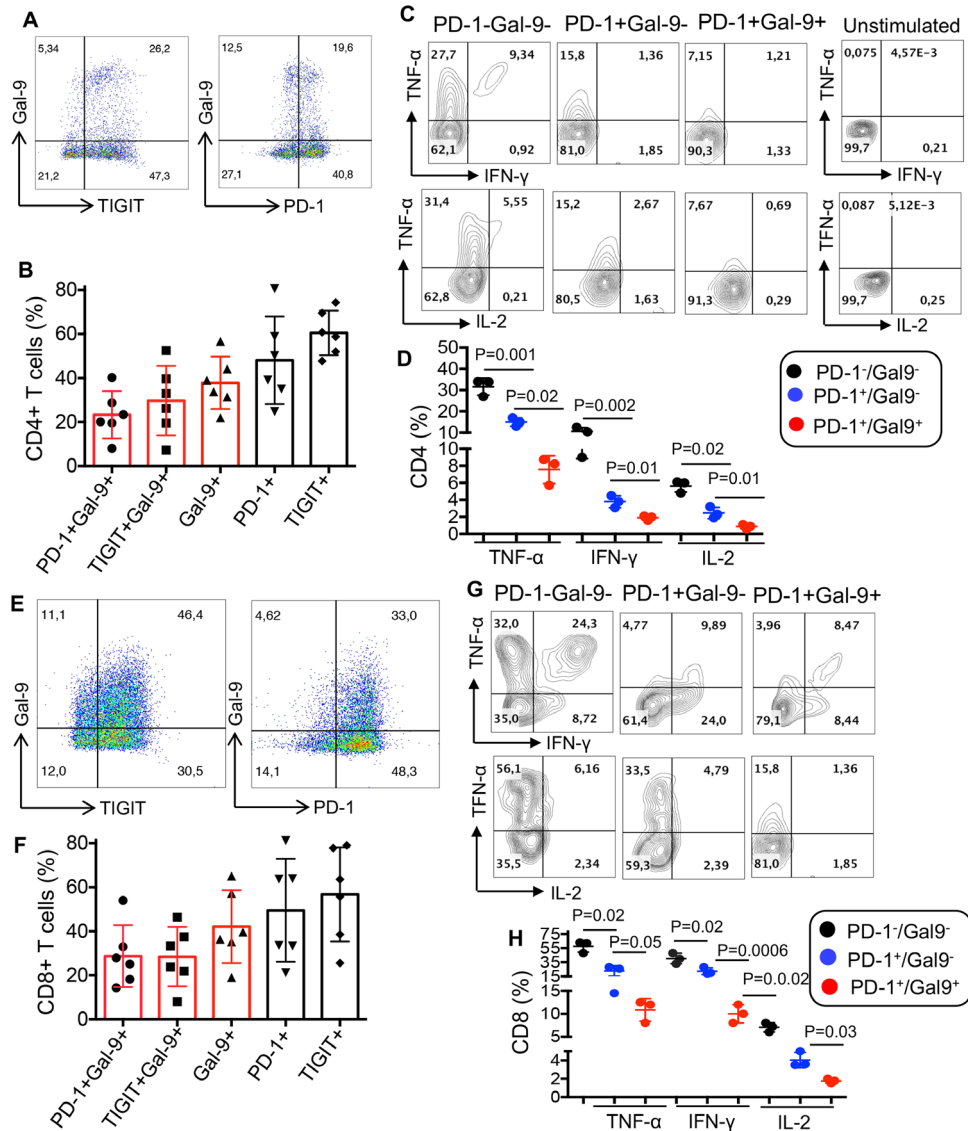 A
5,34 26,2
21,2 47,3
Gal-9
TIGIT
12,5 19,6
27,1 40,8
Gal-9
PD-1
B
CD4+ T cells (%)
80
60
40
20
0
PD-1+Gal-9+
TIGIT+Gal-9+
Gal-9+
PD-1+
TIGIT+
C
PD-1-Gal-9- PD-1+Gal-9- PD-1+Gal-9+ Unstimulated
TNF-α
27,7 9,34
62,1 0,92
15,8 1,36
81,0 1,85
7,15 1,21
90,3 1,33
IFN-γ
TNF-α
0,075 4,57E-3
99,7 0,21
IFN-γ
TNF-α
31,4 5,55
62,8 0,21
15,2 2,67
80,5 1,63
7,67 0,69
91,3 0,29
IL-2
TFN-α
0,087 5,12E-3
99,7 0,25
IL-2
D
CD4 (%)
50
40
30
20
10
10
8
6
4
2
0
P=0.001
P=0.02
P=0.002
P=0.01
P=0.02
P=0.01
TNF-α IFN-γ IL-2
PD-1-/Gal9-
PD-1+/Gal9-
PD-1+/Gal9+
E
11,1 46,4
12,0 30,5
Gal-9
TIGIT
4,62 33,0
14,1 48,3
Gal-9
PD-1
F
CD8+ T cells (%)
80
60
40
20
0
PD-1+Gal-9+
TIGIT+Gal-9+
Gal-9+
PD-1+
TIGIT+
G
PD-1-Gal-9- PD-1+Gal-9- PD-1+Gal-9+
TNF-α
32,0 24,3
35,0 8,72
4,77 9,89
61,4 24,0
3,96 8,47
79,1 8,44
IFN-γ
TFN-α
56,1 6,16
35,5 2,34
33,5 4,79
59,3 2,39
15,8 1,36
81,0 1,85
IL-2
H
CD8 (%)
75
55
35
15
15
10
5
4
2
0
P=0.02
P=0.05
P=0.02
P=0.0006
P=0.02
P=0.03
TNF-α IFN-γ IL-2
PD-1-/Gal9-
PD-1+/Gal9-
PD-1+/Gal9+